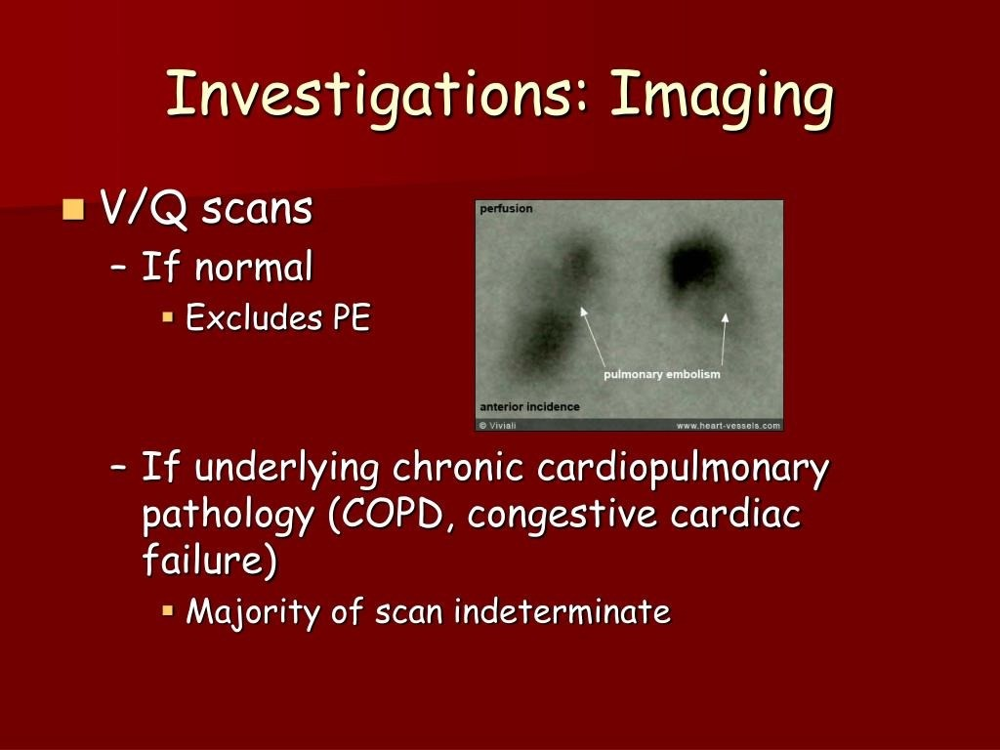 Investigations: Imaging
■ V/Q scans
– If normal
▪ Excludes PE
perfusion
pulmonary embolism
anterior incidence
© Viviali www.heart-vessels.com
– If underlying chronic cardiopulmonary
pathology (COPD, congestive cardiac
failure)
▪ Majority of scan indeterminate